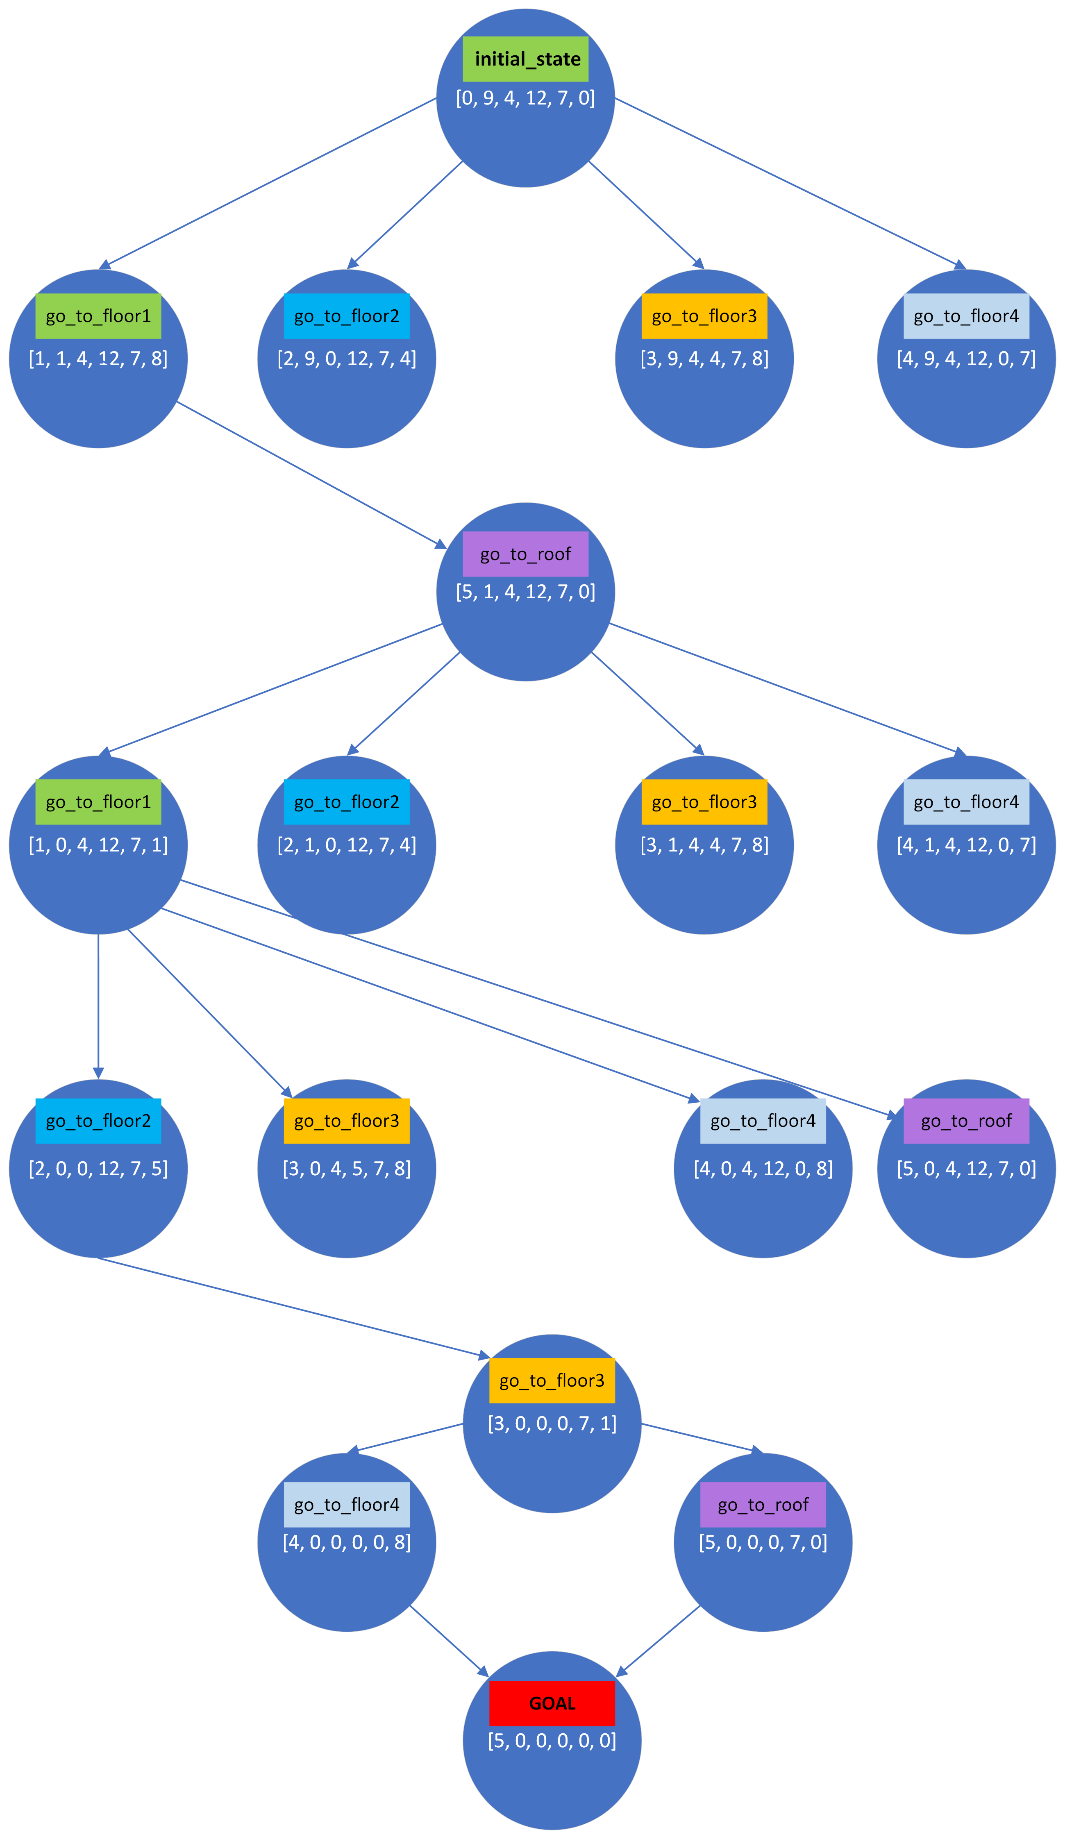 initial_state
[0, 9, 4, 12, 7, 0]
go_to_floor1
[1, 1, 4, 12, 7, 8]
go_to_floor2
[2, 9, 0, 12, 7, 4]
go_to_floor3
[3, 9, 4, 4, 7, 8]
go_to_floor4
[4, 9, 4, 12, 0, 7]
go_to_roof
[5, 1, 4, 12, 7, 0]
go_to_floor1
[1, 0, 4, 12, 7, 1]
go_to_floor2
[2, 1, 0, 12, 7, 4]
go_to_floor3
[3, 1, 4, 4, 7, 8]
go_to_floor4
[4, 1, 4, 12, 0, 7]
go_to_floor2
[2, 0, 0, 12, 7, 5]
go_to_floor3
[3, 0, 4, 5, 7, 8]
go_to_floor4
[4, 0, 4, 12, 0, 8]
go_to_roof
[5, 0, 4, 12, 7, 0]
go_to_floor3
[3, 0, 0, 0, 7, 1]
go_to_floor4
[4, 0, 0, 0, 0, 8]
go_to_roof
[5, 0, 0, 0, 7, 0]
GOAL
[5, 0, 0, 0, 0, 0]